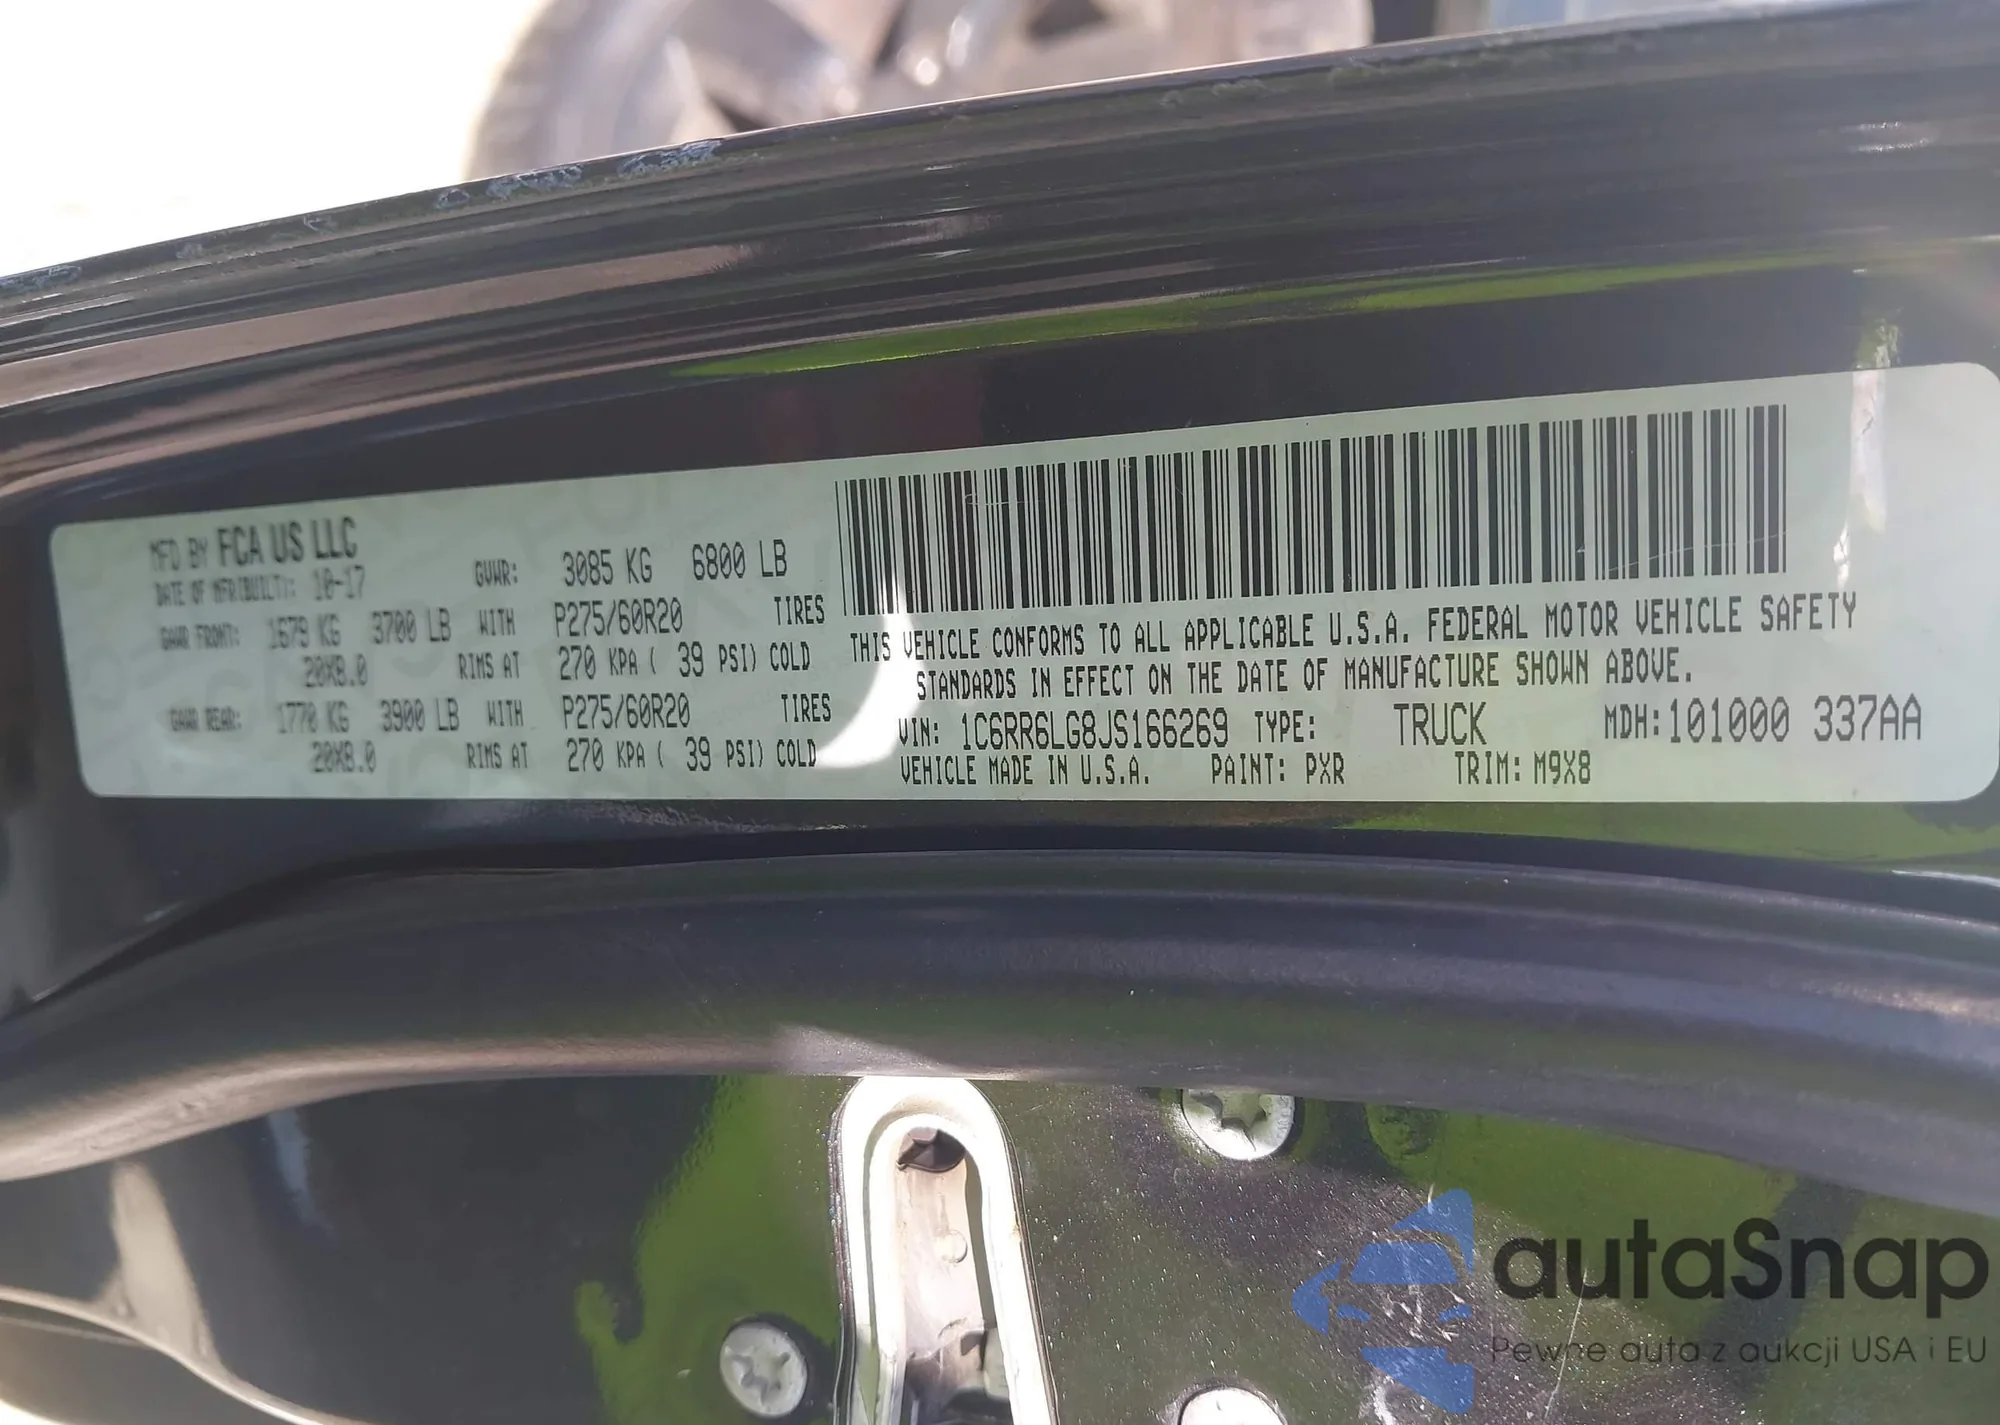 MFD BY FCA US LLC
DATE OF MFR(BUILT): 10-17
GVWR: 3085 KG 6800 LB
GAWR FRONT: 1679 KG 3700 LB WITH P275/60R20 TIRES
20X8.0 RIMS AT 270 KPA ( 39 PSI) COLD
GAWR REAR: 1770 KG 3900 LB WITH P275/60R20 TIRES
20X8.0 RIMS AT 270 KPA ( 39 PSI) COLD
THIS VEHICLE CONFORMS TO ALL APPLICABLE U.S.A. FEDERAL MOTOR VEHICLE SAFETY
STANDARDS IN EFFECT ON THE DATE OF MANUFACTURE SHOWN ABOVE.
VIN: 1C6RR6LG8JS166269 TYPE: TRUCK MDH:101000 337AA
VEHICLE MADE IN U.S.A. PAINT: PXR TRIM: M9X8
autaSnap
Pewne auta z aukcji USA i EU